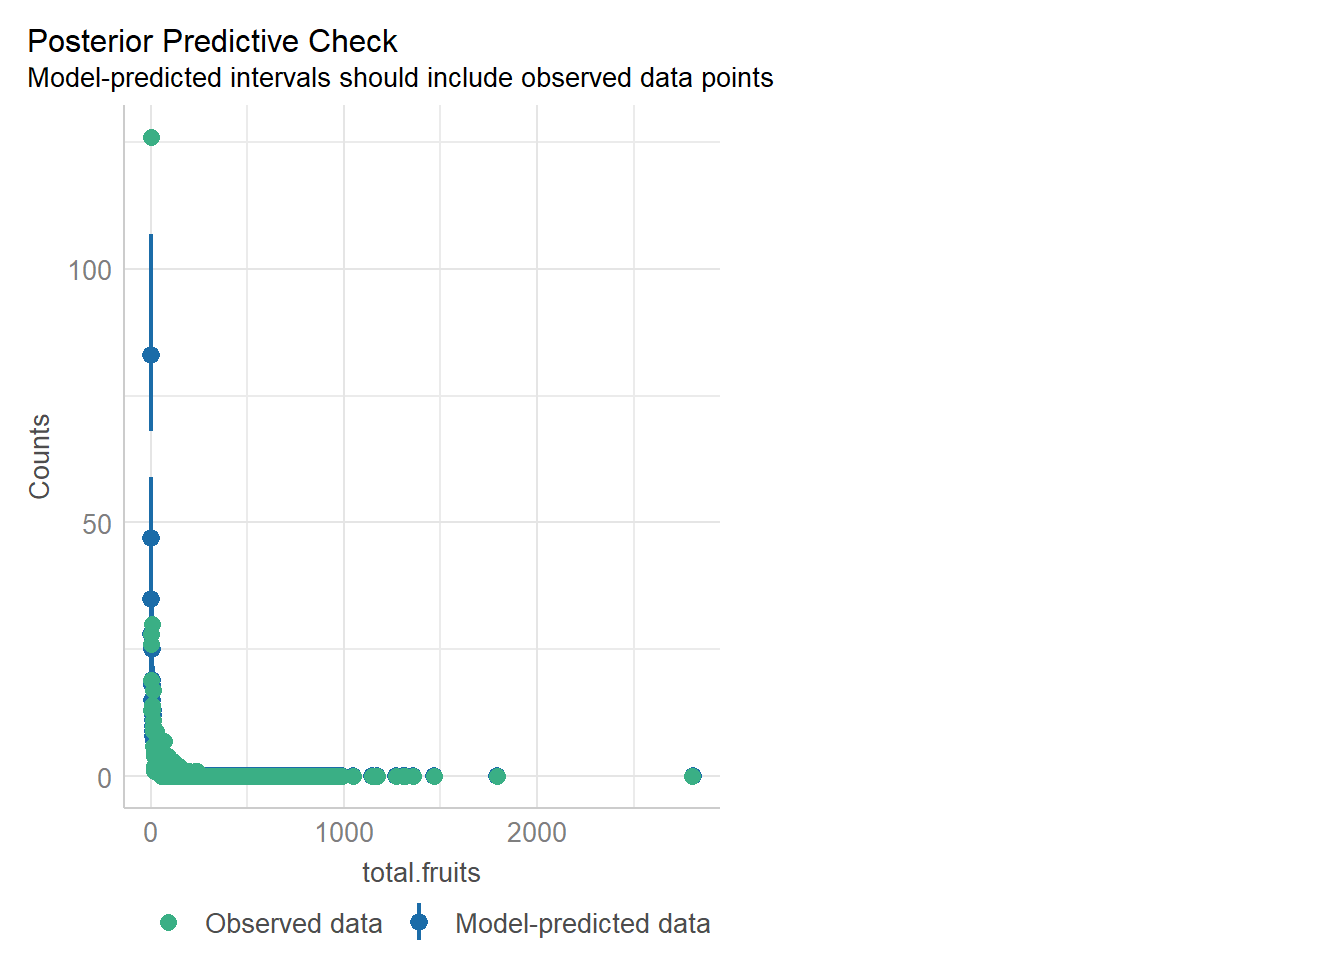 Posterior Predictive Check
Model-predicted intervals should include observed data points
100
50
0
Counts
0 1000 2000
total.fruits
Observed data Model-predicted data